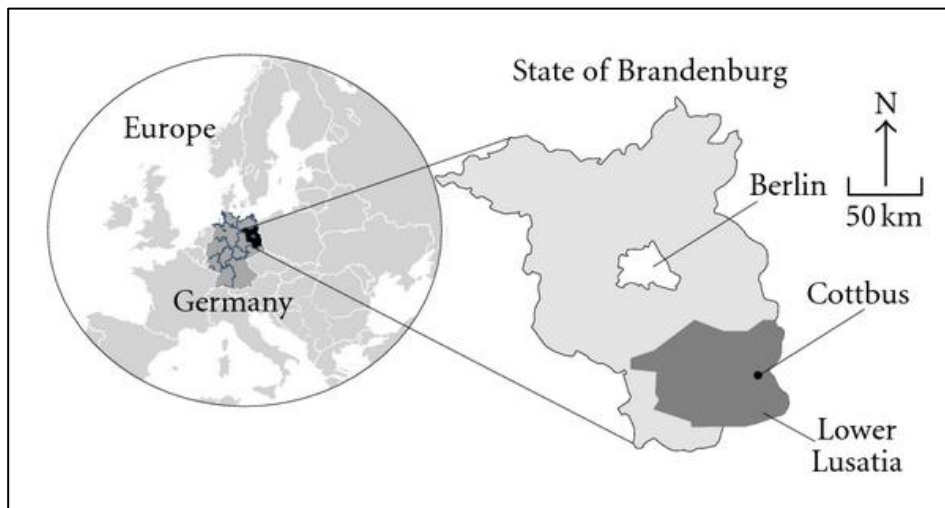 Europe
Germany
State of Brandenburg
N
50 km
Berlin
Cottbus
Lower
Lusatia